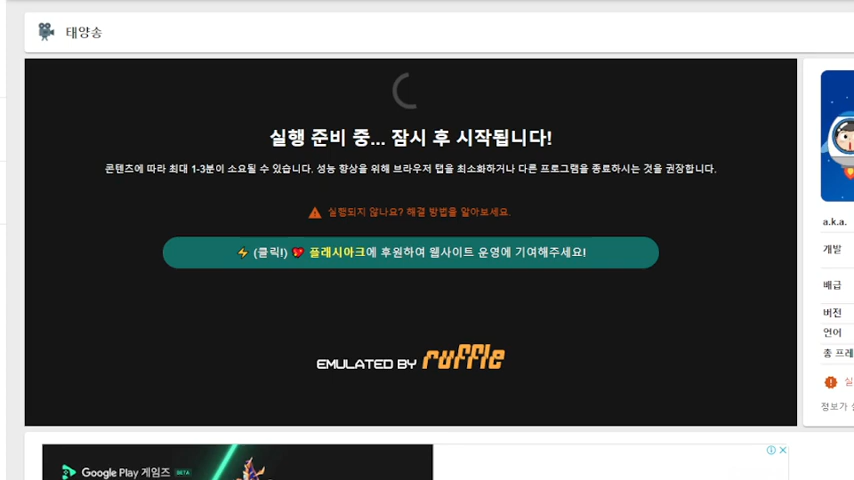 태양송
실행 준비 중... 잠시 후 시작됩니다!
콘텐츠에 따라 최대 1-3분이 소요될 수 있습니다. 성능 향상을 위해 브라우저 탭을 최소화하거나 다른 프로그램을 종료하시는 것을 권장합니다.
실행되지 않나요? 해결 방법을 알아보세요.
(클릭!) 플래시아크에 후원하여 웹사이트 운영에 기여해주세요!
EMULATED BY ruffle
a.k.a.
개발
배급
버전
언어
총 프레
실
정보가
Google Play 게임즈 BETA